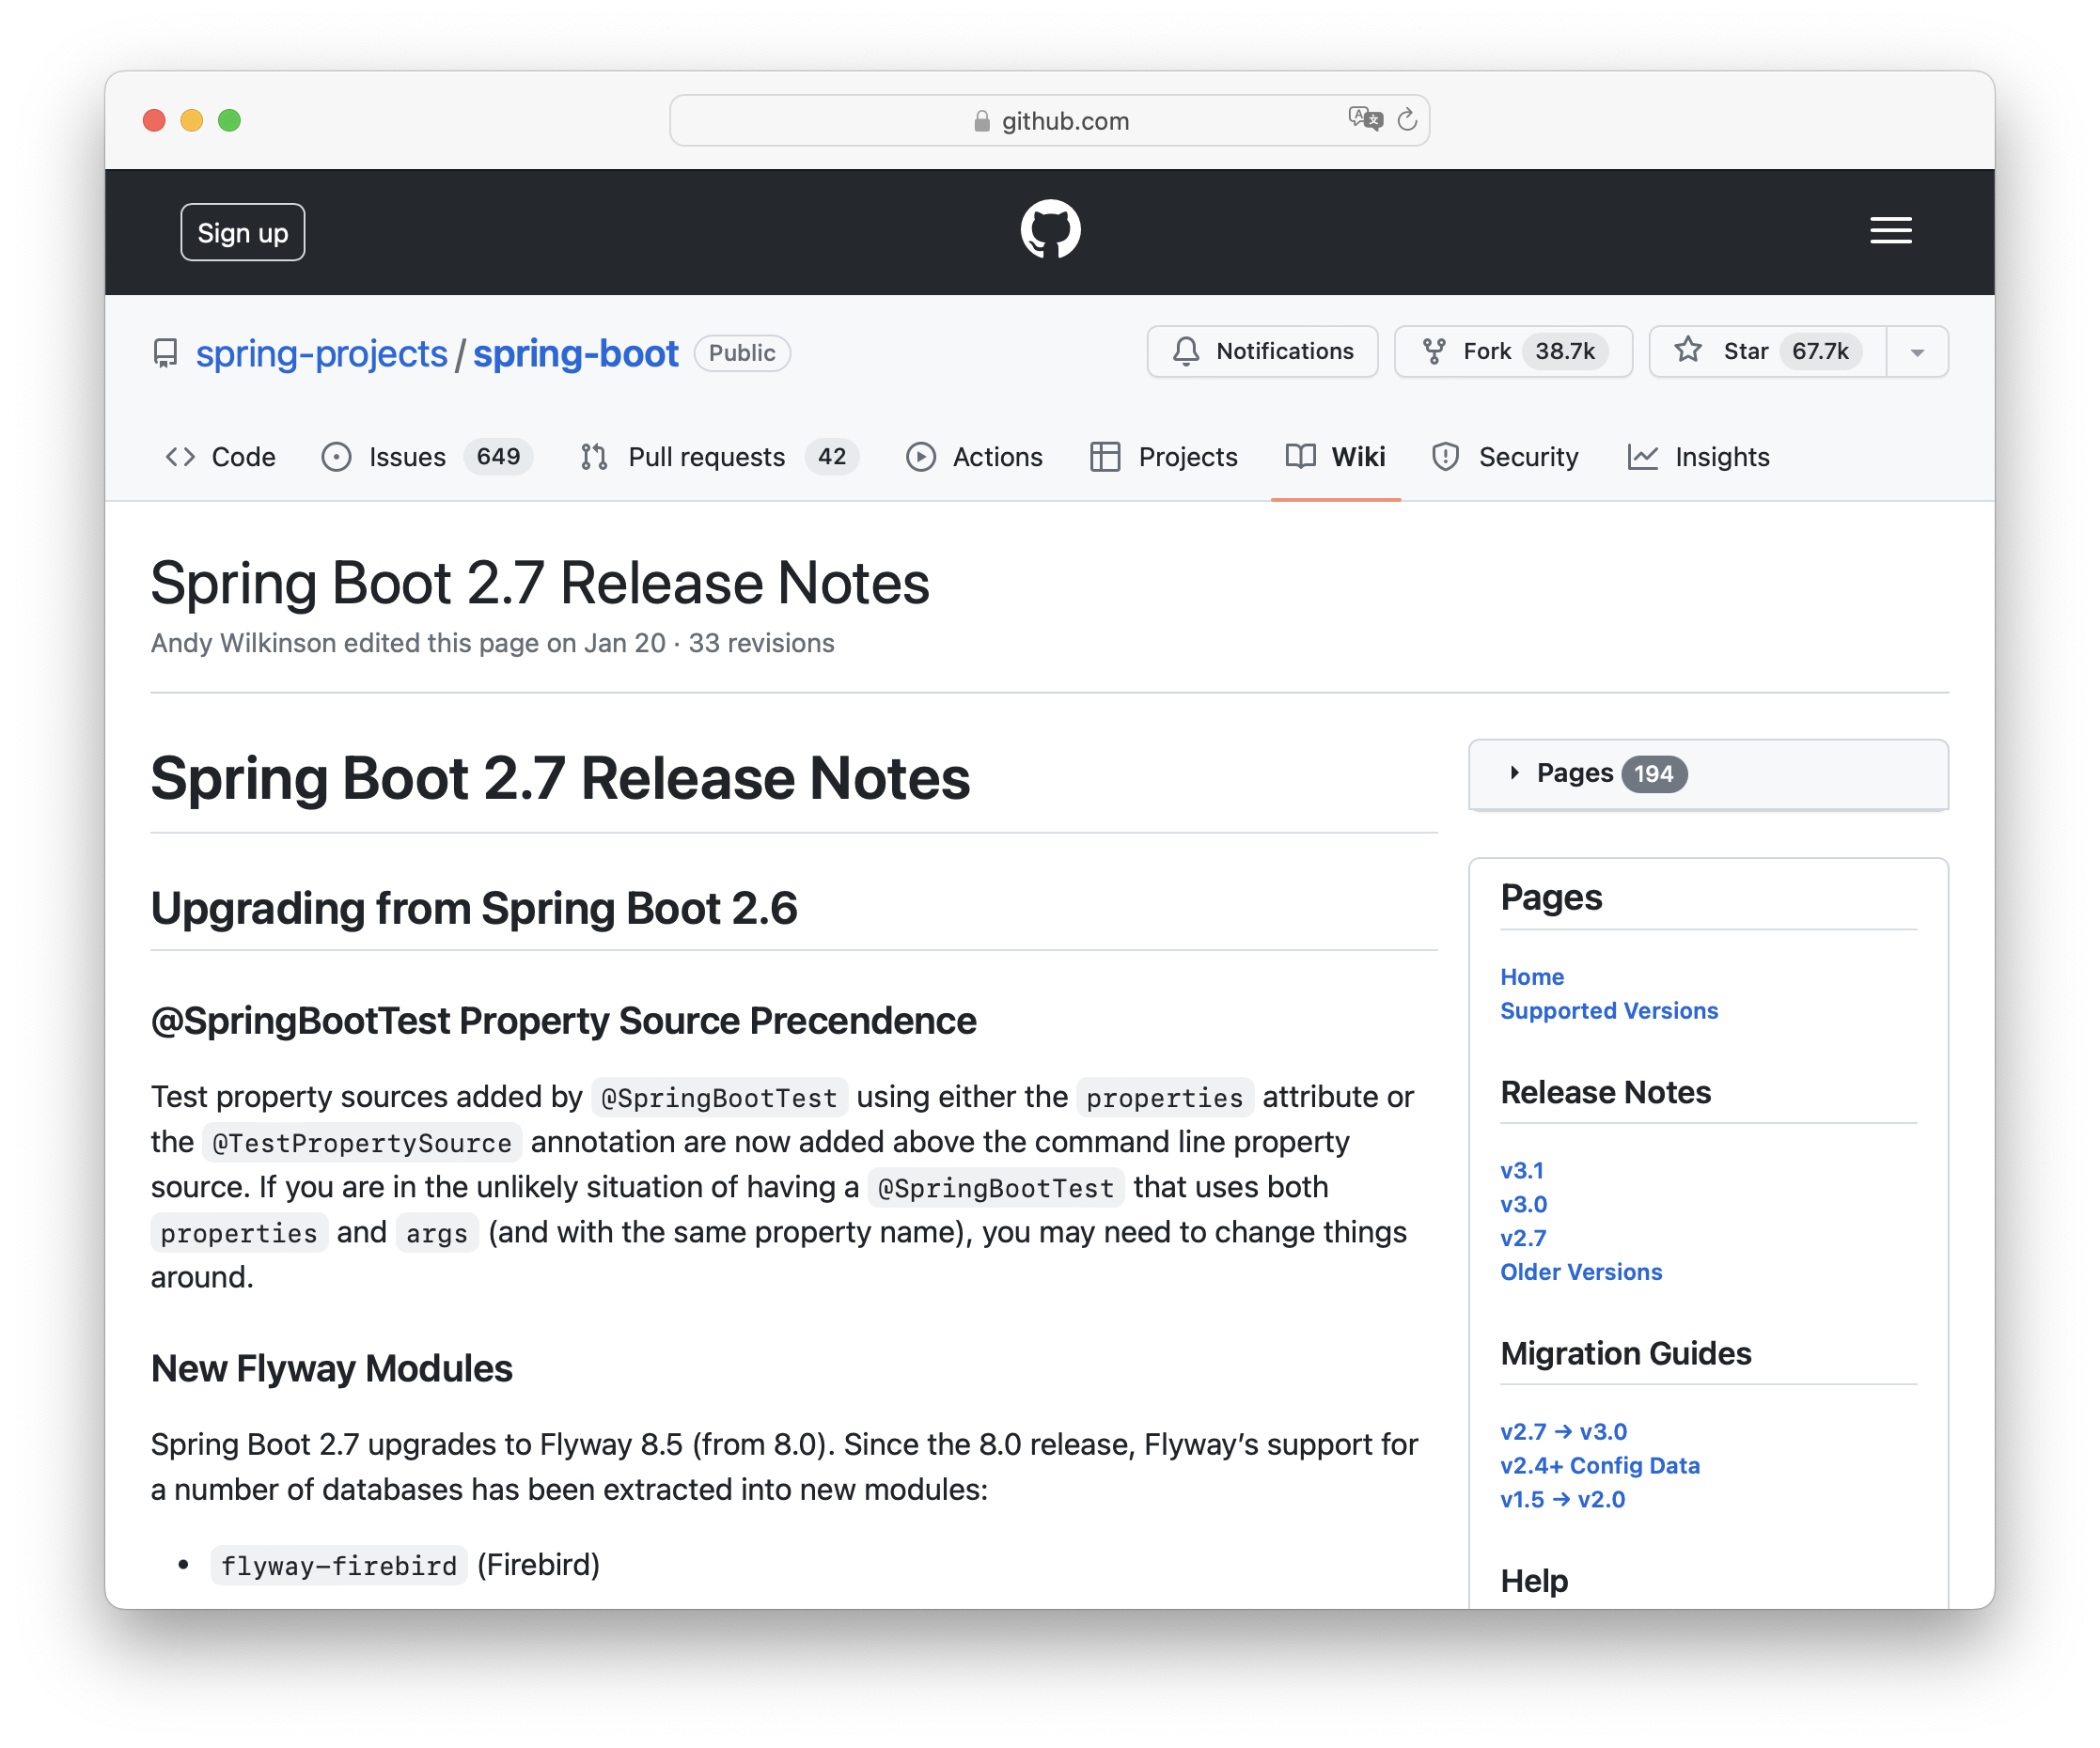 github.com
Sign up
spring-projects / spring-boot Public
Notifications
Fork 38.7k
Star 67.7k
Code
Issues 649
Pull requests 42
Actions
Projects
Wiki
Security
Insights
Spring Boot 2.7 Release Notes
Andy Wilkinson edited this page on Jan 20 · 33 revisions
Spring Boot 2.7 Release Notes
Upgrading from Spring Boot 2.6
@SpringBootTest Property Source Precendence
Test property sources added by @SpringBootTest using either the properties attribute or
the @TestPropertySource annotation are now added above the command line property
source. If you are in the unlikely situation of having a @SpringBootTest that uses both
properties and args (and with the same property name), you may need to change things
around.
New Flyway Modules
Spring Boot 2.7 upgrades to Flyway 8.5 (from 8.0). Since the 8.0 release, Flyway’s support for
a number of databases has been extracted into new modules:
• flyway-firebird (Firebird)
Pages 194
Pages
Home
Supported Versions
Release Notes
v3.1
v3.0
v2.7
Older Versions
Migration Guides
v2.7 → v3.0
v2.4+ Config Data
v1.5 → v2.0
Help